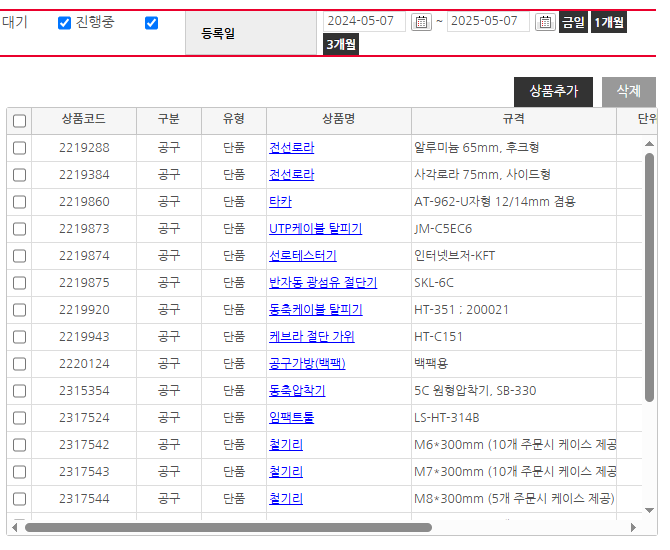 대기 진행중 등록일 2024-05-07 ~ 2025-05-07 금일 1개월
3개월
상품추가 삭제
상품코드 구분 유형 상품명 규격 단위
2219288 공구 단품 전선로라 알루미늄 65mm, 후크형
2219384 공구 단품 전선로라 사각로라 75mm, 사이드형
2219860 공구 단품 타카 AT-962-U자형 12/14mm 겸용
2219873 공구 단품 UTP케이블 탈피기 JM-C5EC6
2219874 공구 단품 선로테스터기 인터넷브저-KFT
2219875 공구 단품 반자동 광섬유 절단기 SKL-6C
2219920 공구 단품 동축케이블 탈피기 HT-351 ; 200021
2219943 공구 단품 케브라 절단 가위 HT-C151
2220124 공구 단품 공구가방(백팩) 백팩용
2315354 공구 단품 동축압착기 5C 원형압착기, SB-330
2317524 공구 단품 임팩트툴 LS-HT-314B
2317542 공구 단품 철기리 M6*300mm (10개 주문시 케이스 제공
2317543 공구 단품 철기리 M7*300mm (10개 주문시 케이스 제공
2317544 공구 단품 철기리 M8*300mm (5개 주문시 케이스 제공)